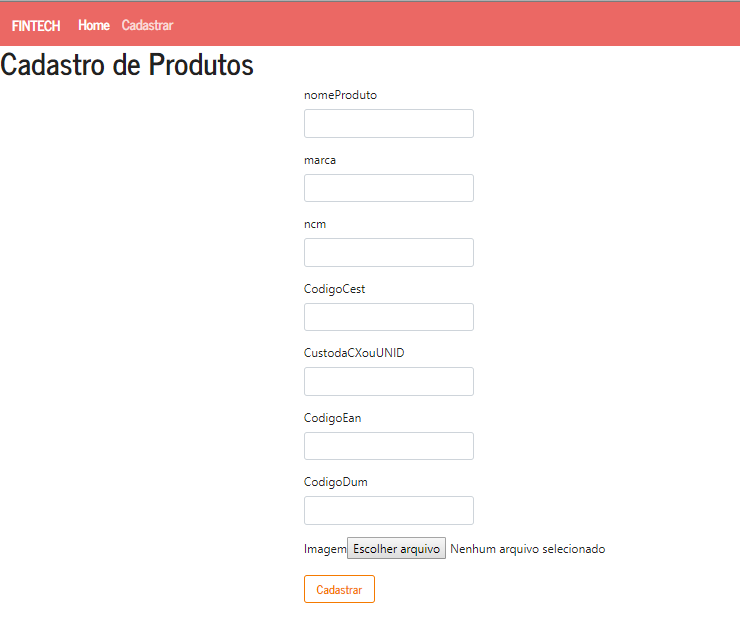 FINTECH Home Cadastrar
Cadastro de Produtos
nomeProduto
marca
ncm
CodigoCest
CustodaCXouUNID
CodigoEan
CodigoDum
Imagem Escolher arquivo Nenhum arquivo selecionado
Cadastrar